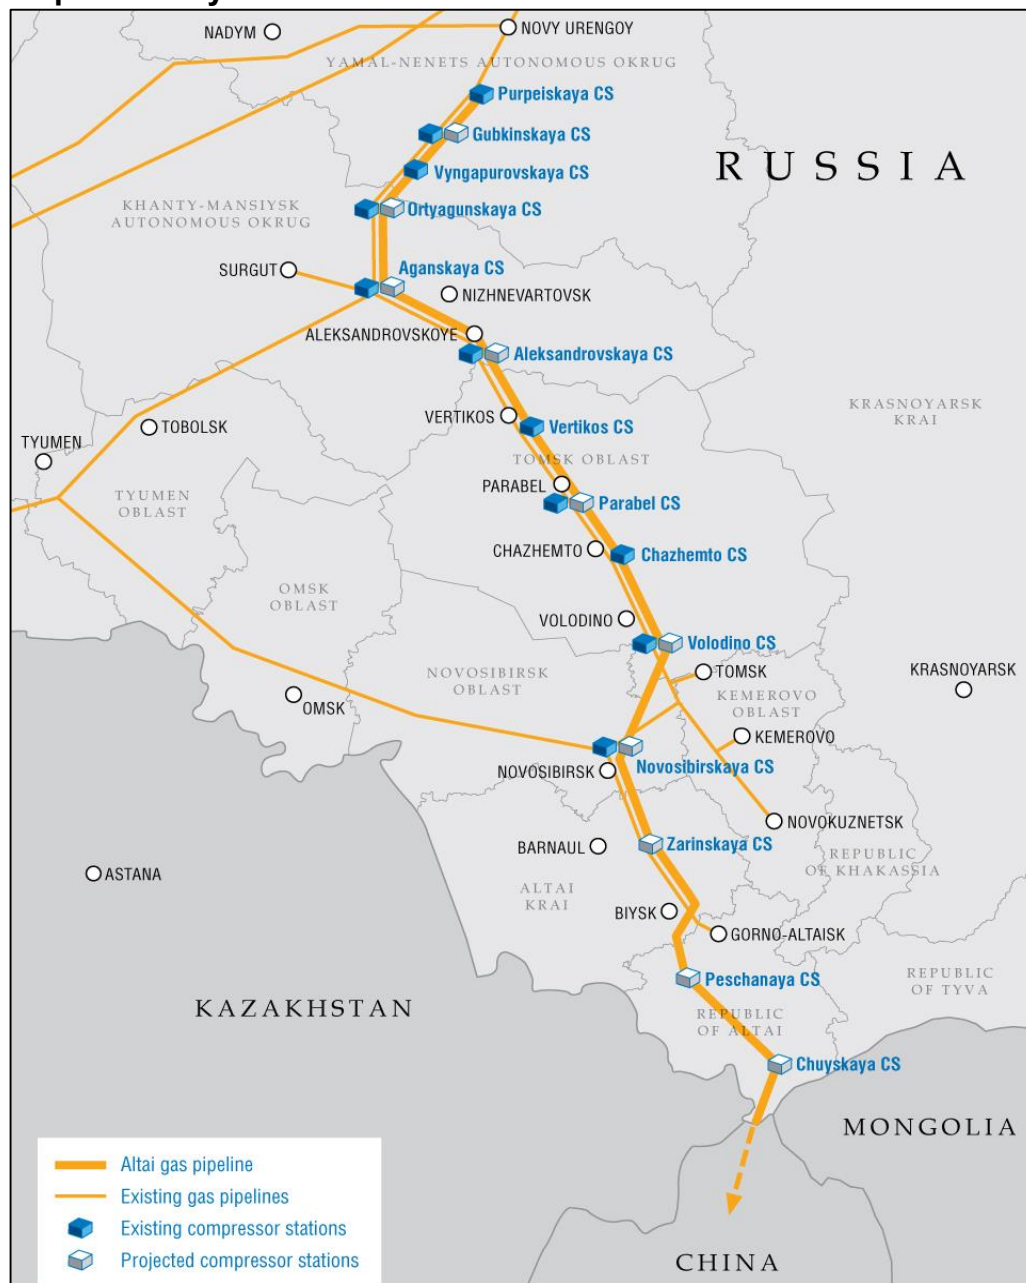 NADYM
NOVY URENGOY
YAMAL-NENETS AUTONOMOUS OKRUG
Purpeiskaya CS
Gubkinskaya CS
RUSSIA
Vyngapurovskaya CS
KHANTY-MANSIYSK
AUTONOMOUS OKRUG
Ortyagunskaya CS
SURGUT
Aganskaya CS
NIZHNEVARTOVSK
ALEKSANDROVSKOYE
Aleksandrovskaya CS
KRASNOYARSK
KRAI
VERTIKOS
Vertikos CS
TOBOLSK
TYUMEN
TOMSK OBLAST
TYUMEN
OBLAST
PARABEL
Parabel CS
CHAZHEMTO
Chazhemto CS
OMSK
OBLAST
VOLODINO
Volodino CS
NOVOSIBIRSK
OBLAST
TOMSK
KRASNOYARSK
KEMEROVO
OBLAST
OMSK
KEMEROVO
Novosibirskaya CS
NOVOSIBIRSK
NOVOKUZNETSK
BARNAUL
Zarinskaya CS
REPUBLIC
OF KHAKASSIA
ASTANA
ALTAI
KRAI
BIYSK
GORNO-ALTAISK
Peschanaya CS
REPUBLIC
OF TYVA
KAZAKHSTAN
REPUBLIC
OF ALTAI
Chuyskaya CS
MONGOLIA
Altai gas pipeline
Existing gas pipelines
Existing compressor stations
Projected compressor stations
CHINA